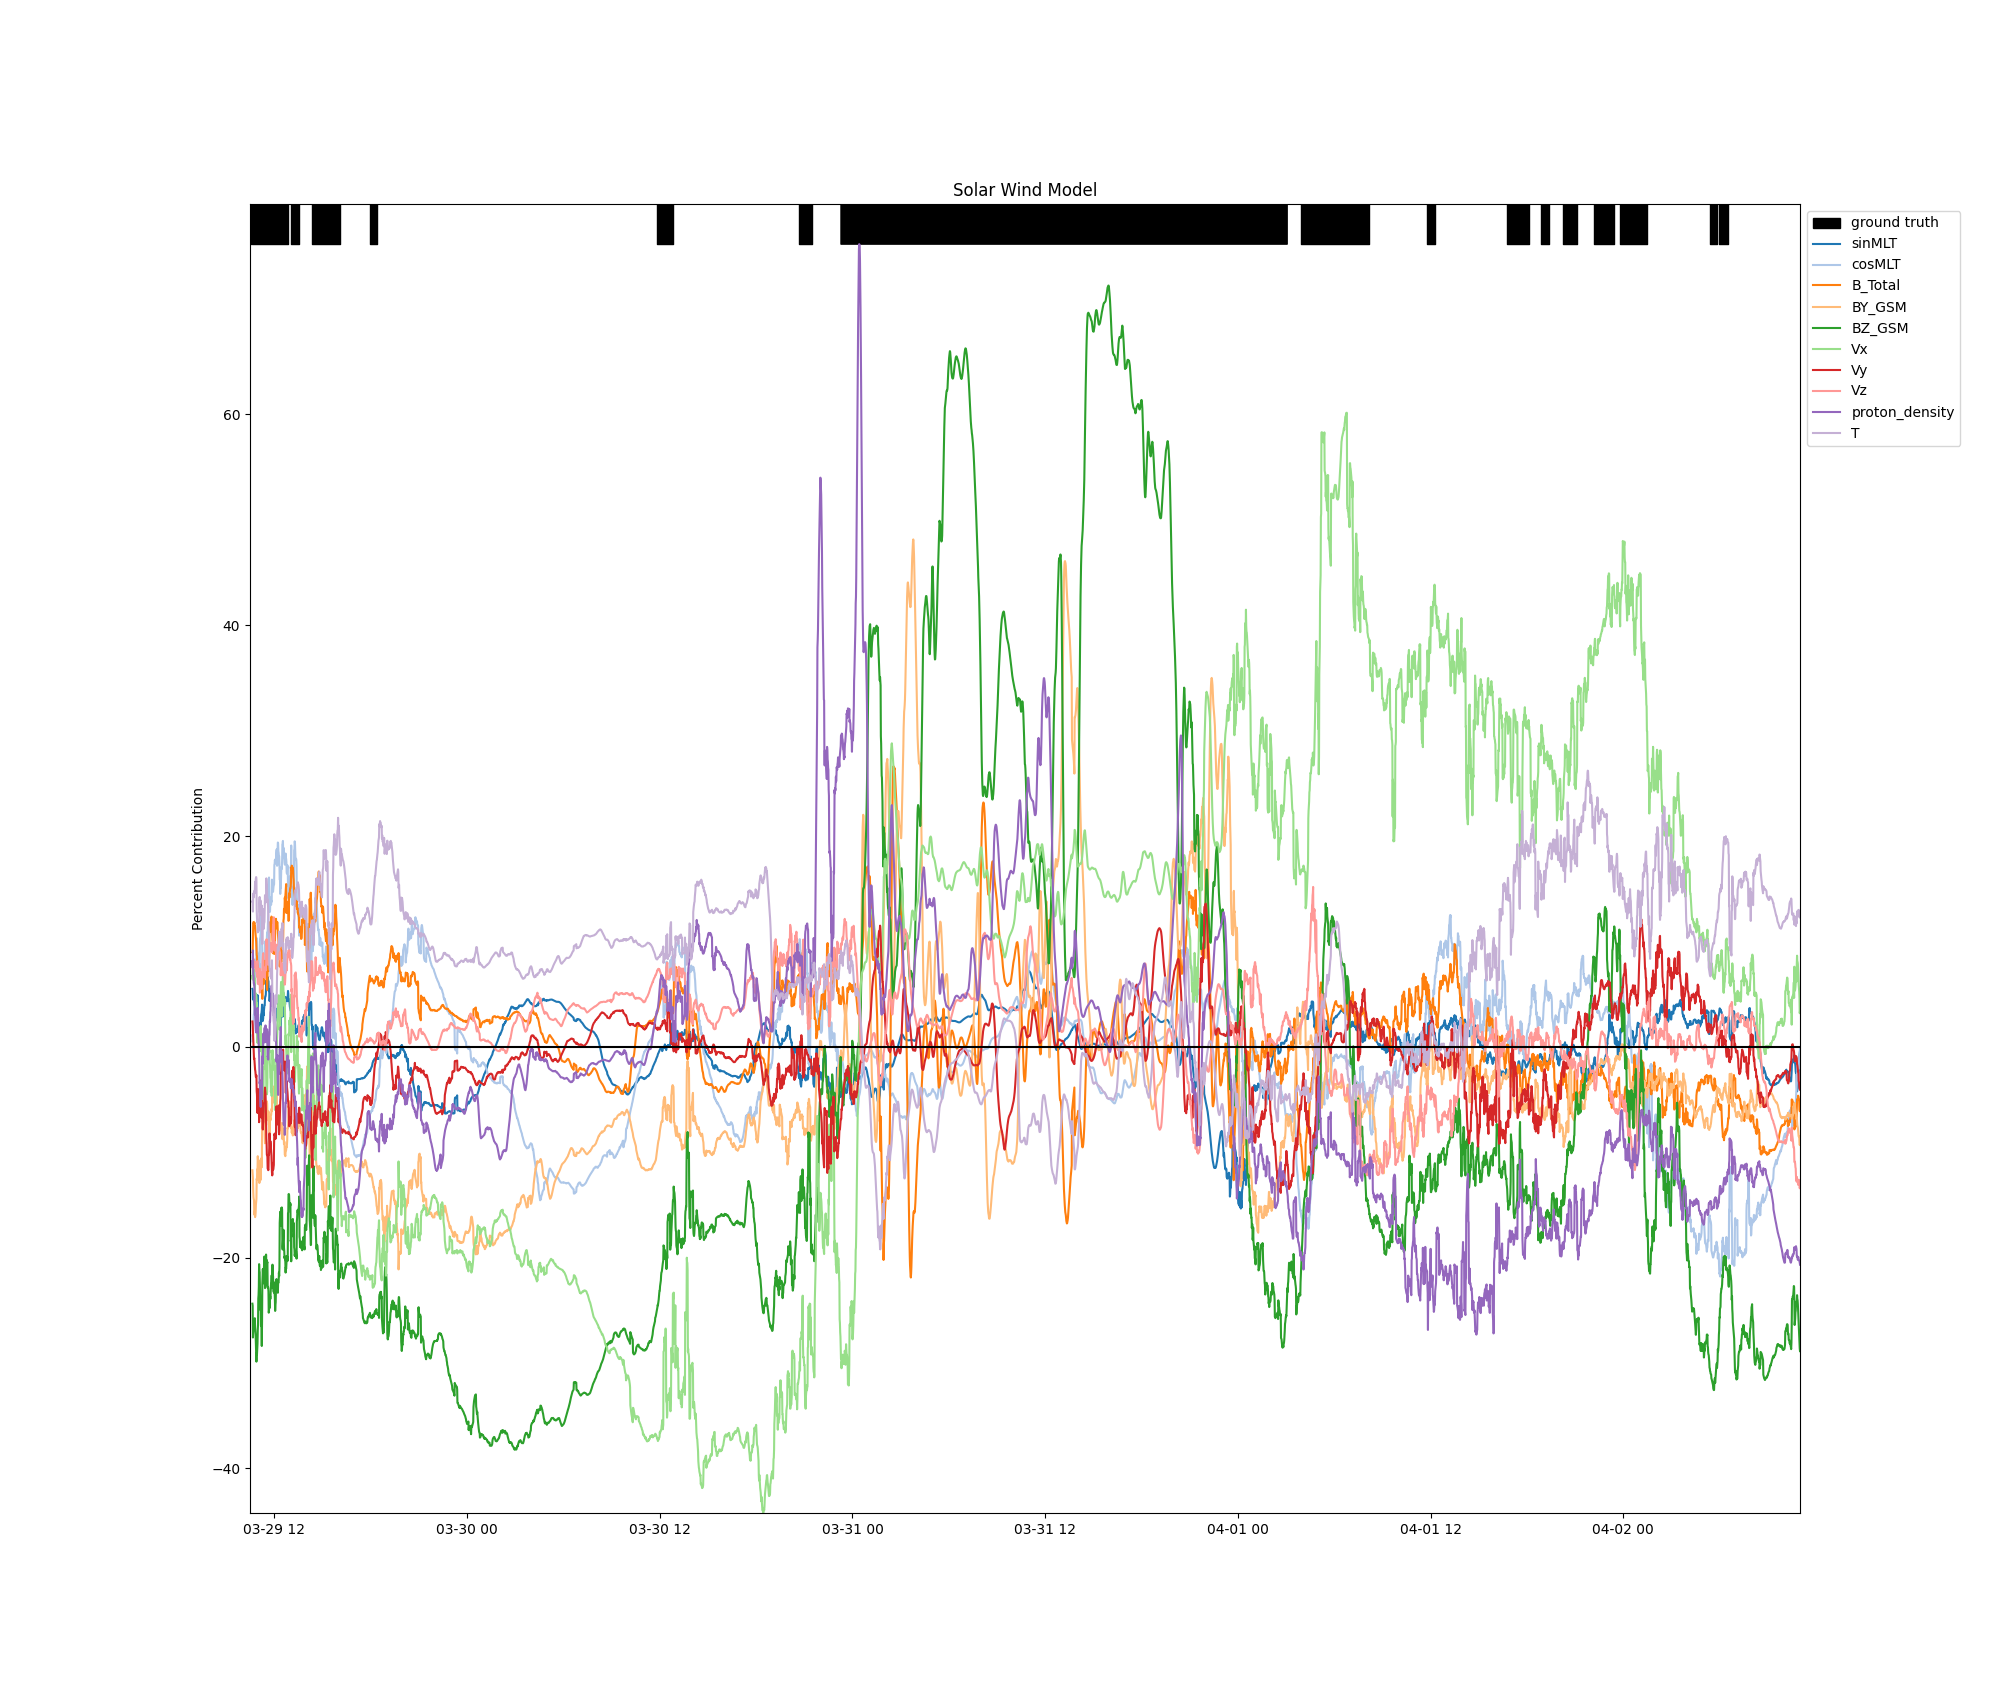 Solar Wind Model
ground truth
sinMLT
cosMLT
B_Total
BY_GSM
BZ_GSM
Vx
Vy
Vz
proton_density
T
Percent Contribution
60
40
20
0
−20
−40
03-29 12
03-30 00
03-30 12
03-31 00
03-31 12
04-01 00
04-01 12
04-02 00